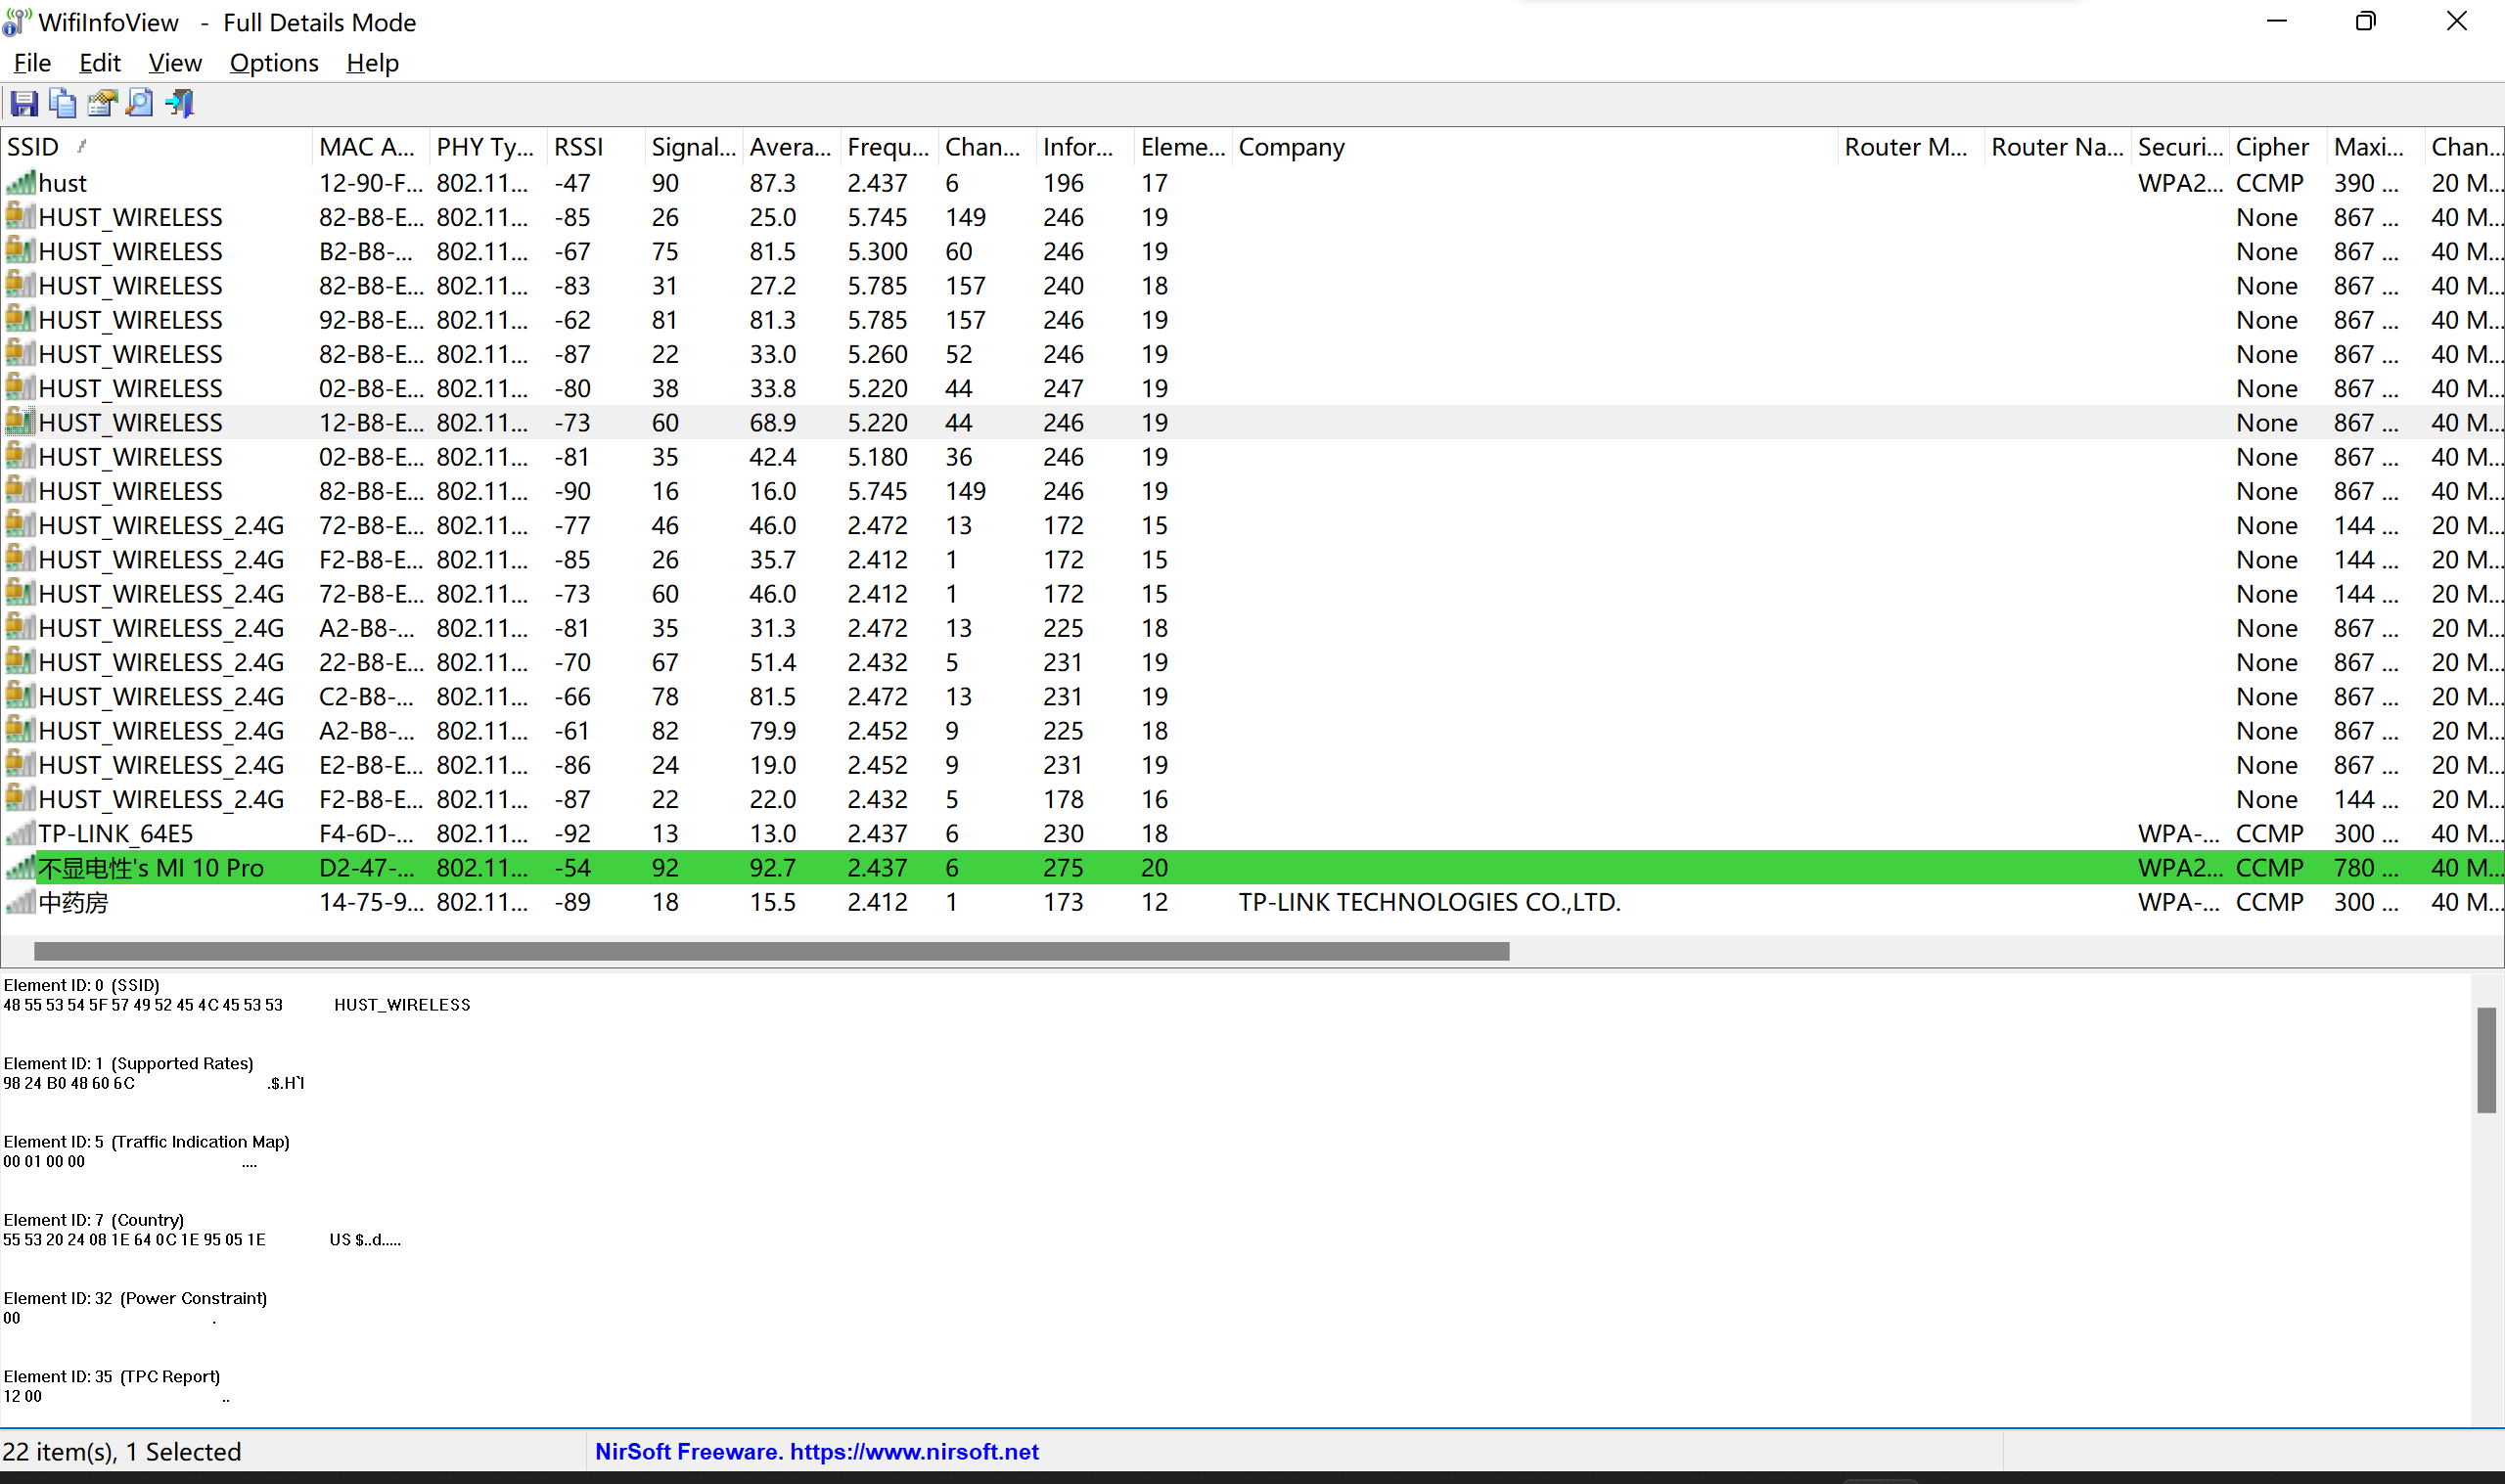 WifiInfoView - Full Details Mode
File Edit View Options Help
SSID MAC A... PHY Ty... RSSI Signal... Avera... Frequ... Chan... Infor... Eleme... Company Router M... Router Na... Securi... Cipher Maxi... Chan...
hust 12-90-F... 802.11... -47 90 87.3 2.437 6 196 17 WPA2... CCMP 390 ... 20 M...
HUST_WIRELESS 82-B8-E... 802.11... -85 26 25.0 5.745 149 246 19 None 867 ... 40 M...
HUST_WIRELESS B2-B8-... 802.11... -67 75 81.5 5.300 60 246 19 None 867 ... 40 M...
HUST_WIRELESS 82-B8-E... 802.11... -83 31 27.2 5.785 157 240 18 None 867 ... 40 M...
HUST_WIRELESS 92-B8-E... 802.11... -62 81 81.3 5.785 157 246 19 None 867 ... 40 M...
HUST_WIRELESS 82-B8-E... 802.11... -87 22 33.0 5.260 52 246 19 None 867 ... 40 M...
HUST_WIRELESS 02-B8-E... 802.11... -80 38 33.8 5.220 44 247 19 None 867 ... 40 M...
HUST_WIRELESS 12-B8-E... 802.11... -73 60 68.9 5.220 44 246 19 None 867 ... 40 M...
HUST_WIRELESS 02-B8-E... 802.11... -81 35 42.4 5.180 36 246 19 None 867 ... 40 M...
HUST_WIRELESS 82-B8-E... 802.11... -90 16 16.0 5.745 149 246 19 None 867 ... 40 M...
HUST_WIRELESS_2.4G 72-B8-E... 802.11... -77 46 46.0 2.472 13 172 15 None 144 ... 20 M...
HUST_WIRELESS_2.4G F2-B8-E... 802.11... -85 26 35.7 2.412 1 172 15 None 144 ... 20 M...
HUST_WIRELESS_2.4G 72-B8-E... 802.11... -73 60 46.0 2.412 1 172 15 None 144 ... 20 M...
HUST_WIRELESS_2.4G A2-B8-... 802.11... -81 35 31.3 2.472 13 225 18 None 867 ... 20 M...
HUST_WIRELESS_2.4G 22-B8-E... 802.11... -70 67 51.4 2.432 5 231 19 None 867 ... 20 M...
HUST_WIRELESS_2.4G C2-B8-... 802.11... -66 78 81.5 2.472 13 231 19 None 867 ... 20 M...
HUST_WIRELESS_2.4G A2-B8-... 802.11... -61 82 79.9 2.452 9 225 18 None 867 ... 20 M...
HUST_WIRELESS_2.4G E2-B8-E... 802.11... -86 24 19.0 2.452 9 231 19 None 867 ... 20 M...
HUST_WIRELESS_2.4G F2-B8-E... 802.11... -87 22 22.0 2.432 5 178 16 None 144 ... 20 M...
TP-LINK_64E5 F4-6D-... 802.11... -92 13 13.0 2.437 6 230 18 WPA-... CCMP 300 ... 40 M...
不显电性's MI 10 Pro D2-47-... 802.11... -54 92 92.7 2.437 6 275 20 WPA2... CCMP 780 ... 40 M...
中药房 14-75-9... 802.11... -89 18 15.5 2.412 1 173 12 TP-LINK TECHNOLOGIES CO.,LTD. WPA-... CCMP 300 ... 40 M...
Element ID: 0 (SSID)
48 55 53 54 5F 57 49 52 45 4C 45 53 53 HUST_WIRELESS
Element ID: 1 (Supported Rates)
98 24 B0 48 60 6C .$.H`l
Element ID: 5 (Traffic Indication Map)
00 01 00 00 ....
Element ID: 7 (Country)
55 53 20 24 08 1E 64 0C 1E 95 05 1E US $..d.....
Element ID: 32 (Power Constraint)
00 .
Element ID: 35 (TPC Report)
12 00 ..
22 item(s), 1 Selected NirSoft Freeware. https://www.nirsoft.net